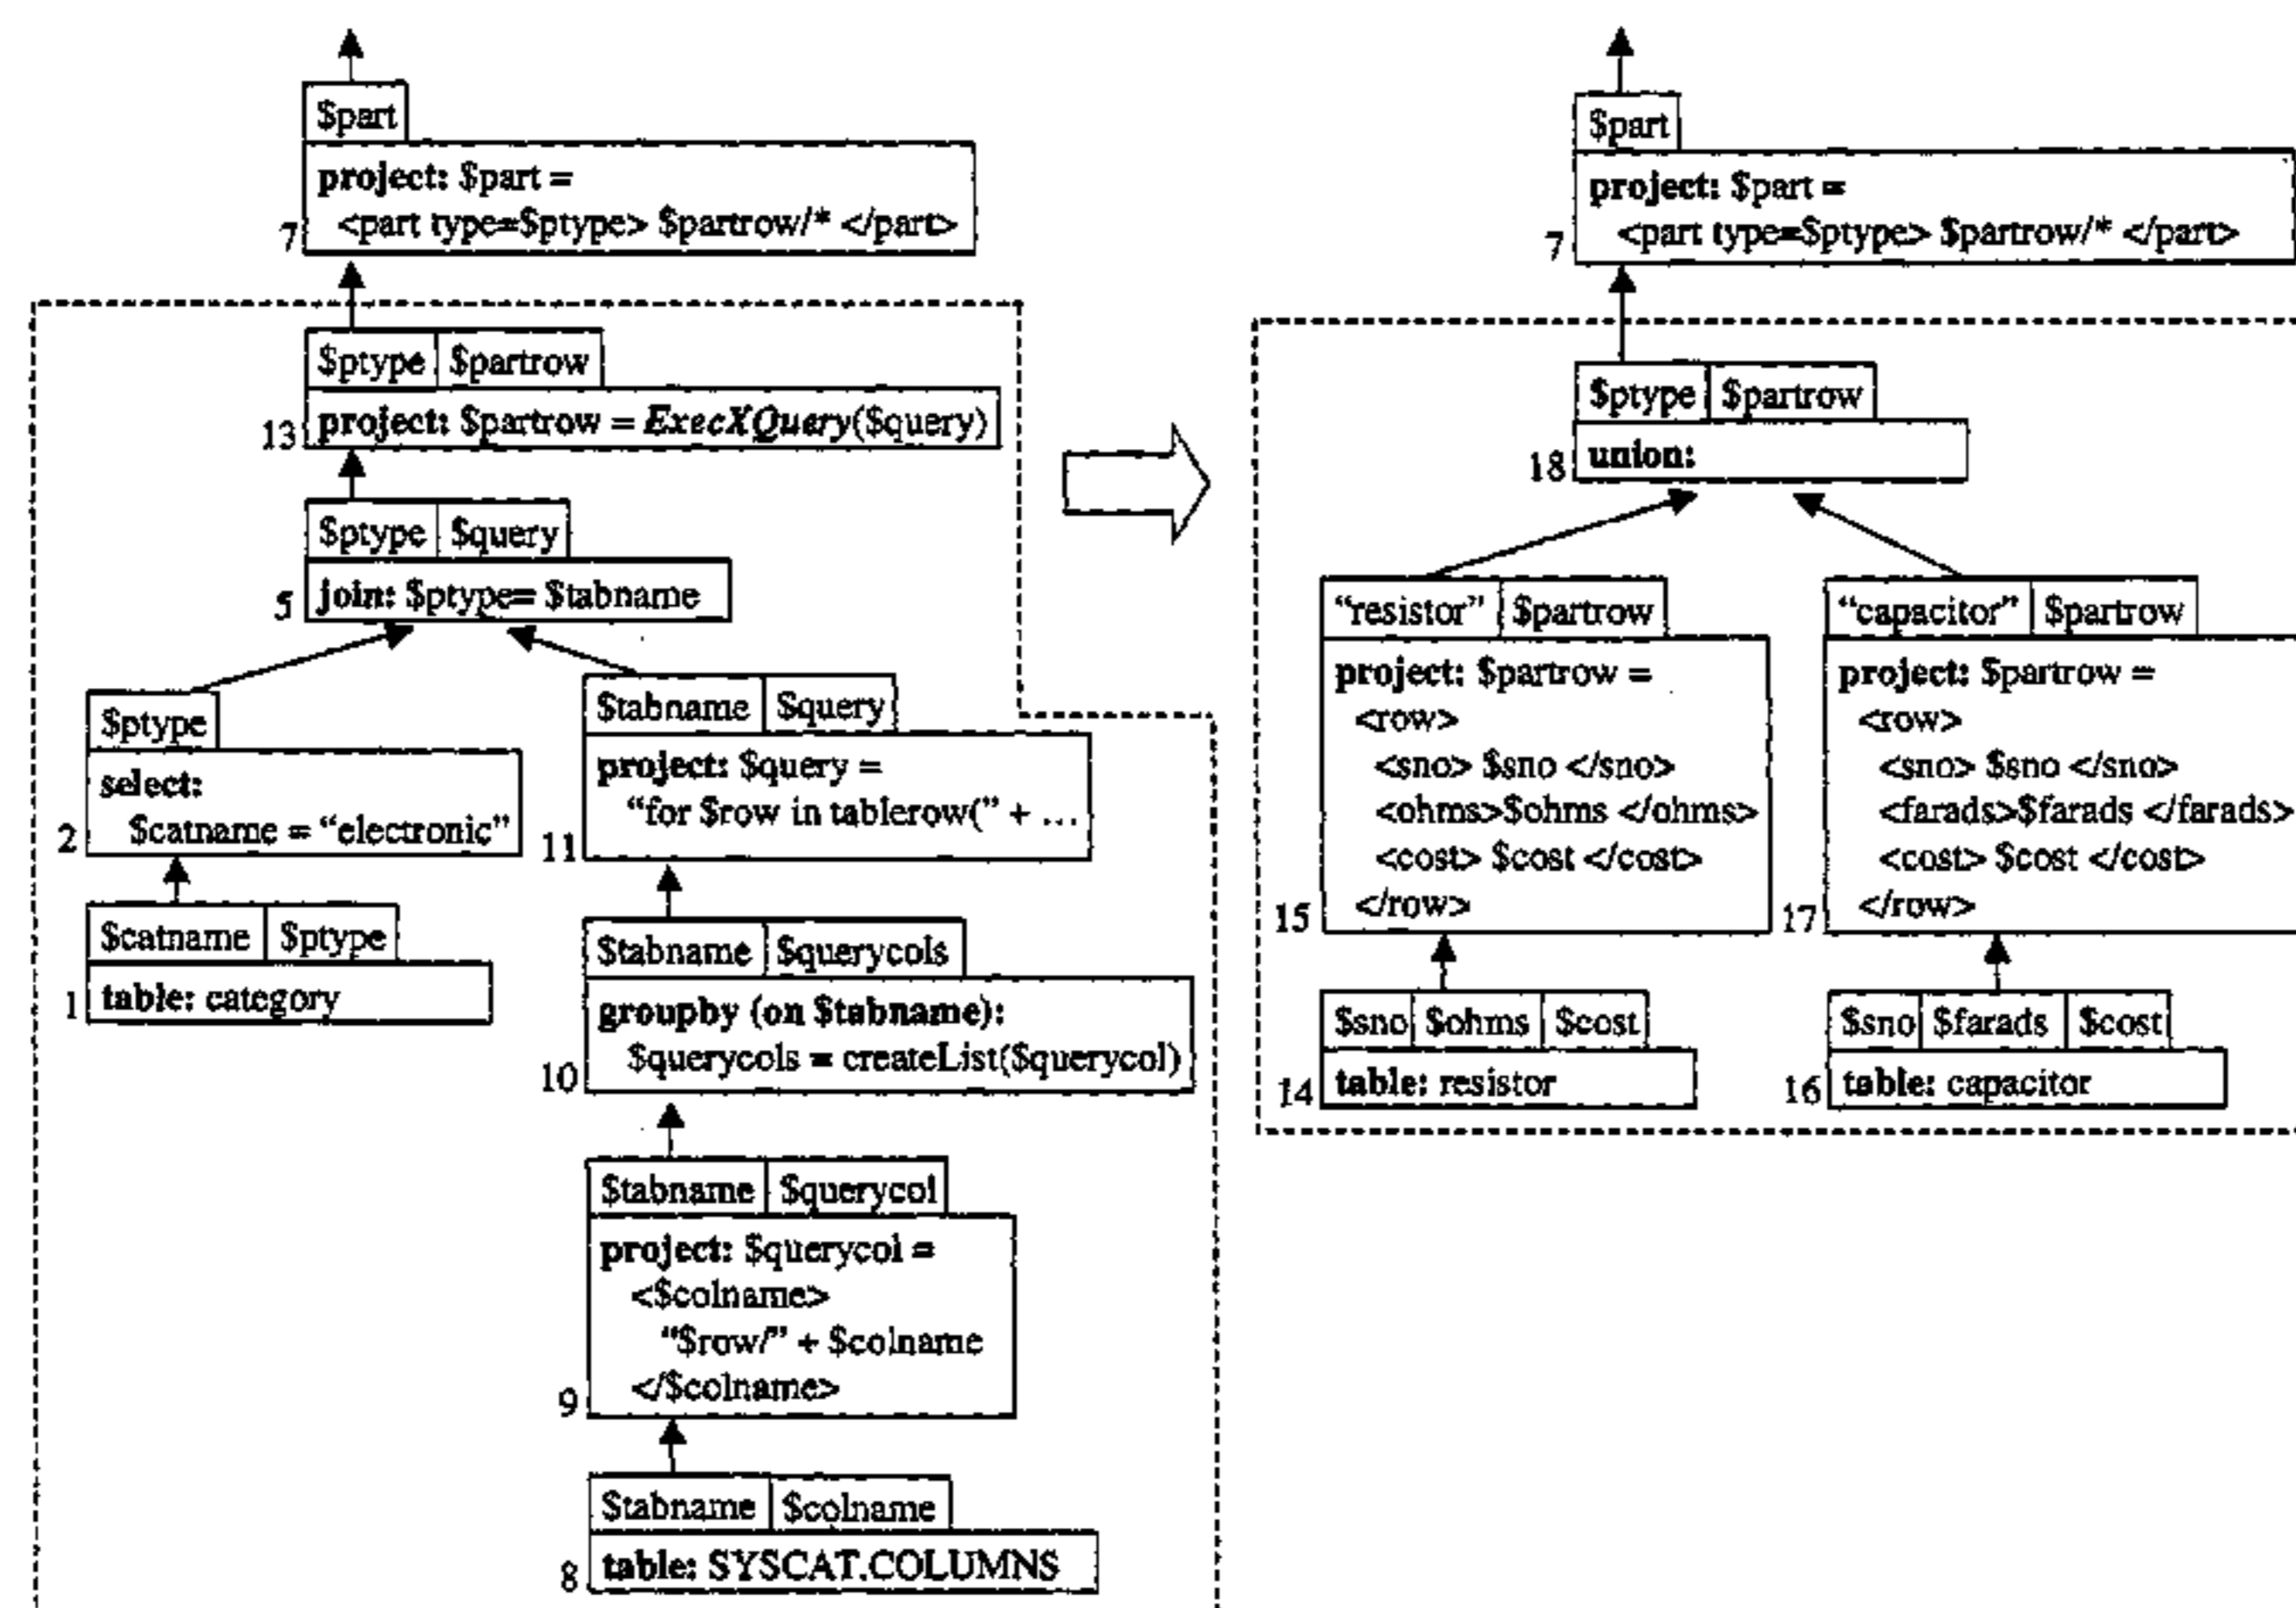 $part
project: $part =
<part type=$ptype> $partrow/* </part>
7
$ptype $partrow
project: $partrow = ExecXQuery($query)
13
$ptype $query
join: $ptype= $tabname
5
$ptype
select:
$catname = "electronic"
2
$catname $ptype
table: category
1
$tabname $query
project: $query =
“for $row in tablerow(” + ...
11
$tabname $querycols
groupby (on $tabname):
$querycols = createList($querycol)
10
$tabname $querycol
project: $querycol =
<$colname>
“$row/” + $colname
</$colname>
9
$tabname $colname
table: SYSCAT.COLUMNS
8
$part
project: $part =
<part type=$ptype> $partrow/* </part>
7
$ptype $partrow
union:
18
“resistor” $partrow
project: $partrow =
<row>
<sno> $sno </sno>
<ohms>$ohms </ohms>
<cost> $cost </cost>
</row>
15
$sno $ohms $cost
table: resistor
14
“capacitor” $partrow
project: $partrow =
<row>
<sno> $sno </sno>
<farads>$farads </farads>
<cost> $cost </cost>
</row>
17
$sno $farads $cost
table: capacitor
16